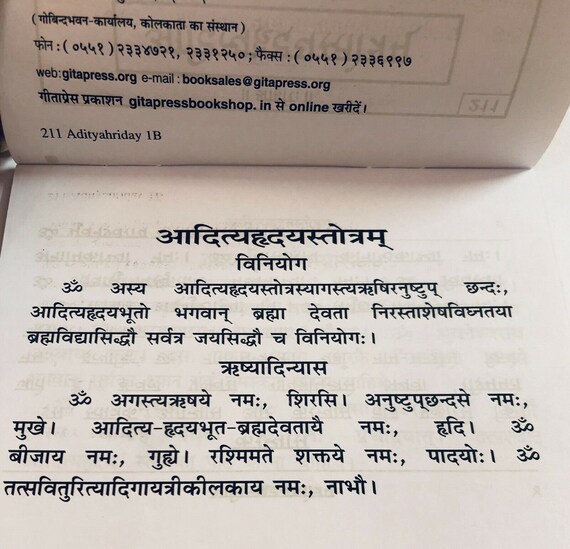 (गोबिन्दभवन-कार्यालय, कोलकाता का संस्थान)
फोन : ( ०५५१ ) २३३४७२१, २३३१२५०; फैक्स : ( ०५५१ ) २३३६९९७
web:gitapress.org e-mail : booksales@gitapress.org
गीताप्रेस प्रकाशन gitapressbookshop. in से online खरीदें।
211 Adityahriday 1B
आदित्यहृदयस्तोत्रम्
विनियोग
ॐ अस्य आदित्यहृदयस्तोत्रस्यागस्त्यऋषिरनुष्टुप् छन्दः,
आदित्यहृदयभूतो भगवान् ब्रह्मा देवता निरस्ताशेषविघ्नतया
ब्रह्मविद्यासिद्धौ सर्वत्र जयसिद्धौ च विनियोगः।
ऋष्यादिन्यास
ॐ अगस्त्यऋषये नमः, शिरसि। अनुष्टुप्छन्दसे नमः,
मुखे। आदित्य-हृदयभूत-ब्रह्मदेवतायै नमः, हृदि। ॐ
बीजाय नमः, गुह्ये। रश्मिमते शक्तये नमः, पादयोः। ॐ
तत्सवितुरित्यादिगायत्रीकीलकाय नमः, नाभौ।